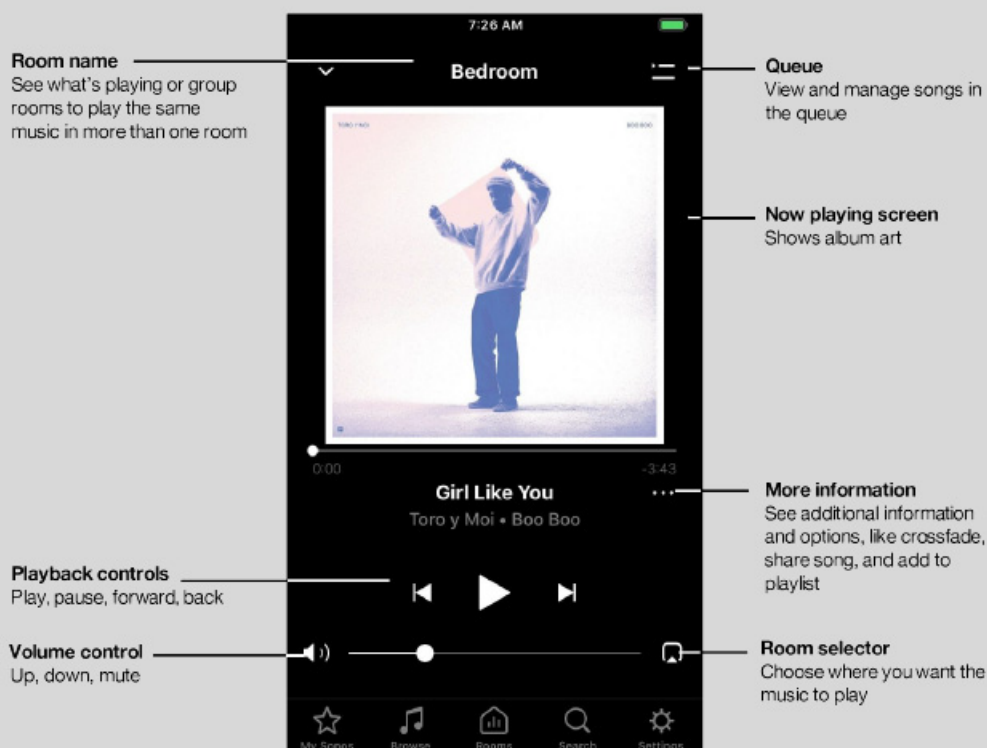 7:26 AM
Room name
See what's playing or group
rooms to play the same
music in more than one room
Bedroom
Queue
View and manage songs in
the queue
TORO Y MOI
BOO BOO
Now playing screen
Shows album art
0:00
-3:43
Girl Like You
Toro y Moi • Boo Boo
More information
See additional information
and options, like crossfade,
share song, and add to
playlist
Playback controls
Play, pause, forward, back
Volume control
Up, down, mute
Room selector
Choose where you want the
music to play
My Sonos
Browse
Rooms
Search
Settings